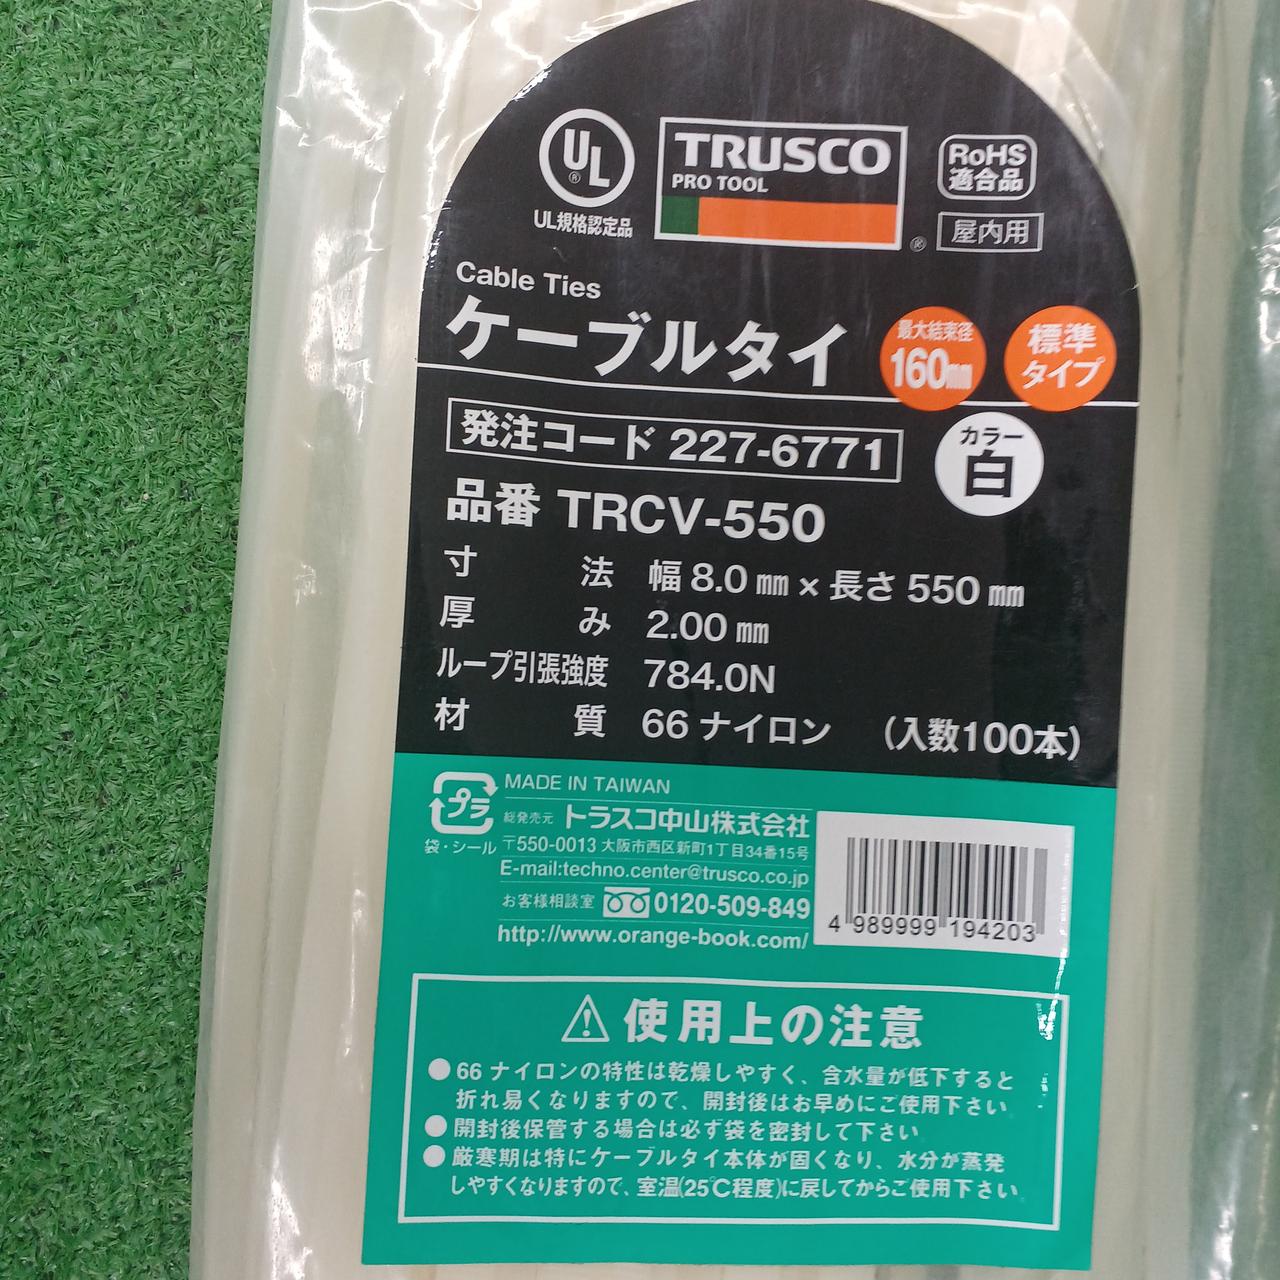 UL ®
UL規格認定品
TRUSCO
PRO TOOL
®
RoHS
適合品
屋内用
Cable Ties
ケーブルタイ
最大結束径
160㎜
標準
タイプ
発注コード 227-6771
カラー
白
品番 TRCV-550
寸法 幅 8.0 ㎜ × 長さ 550 ㎜
厚み 2.00 ㎜
ループ引張強度 784.0N
材質 66 ナイロン (入数100本)
プラ
袋・シール
MADE IN TAIWAN
総発売元 トラスコ中山株式会社
〒550-0013 大阪市西区新町1丁目34番15号
E-mail:techno.center@trusco.co.jp
お客様相談室 0120-509-849
http://www.orange-book.com/
4 989999 194203
使用上の注意
●66 ナイロンの特性は乾燥しやすく、含水量が低下すると
折れ易くなりますので、開封後はお早めにご使用下さい
●開封後保管する場合は必ず袋を密封して下さい
●厳寒期は特にケーブルタイ本体が固くなり、水分が蒸発
しやすくなりますので、室温(25℃程度)に戻してからご使用下さい